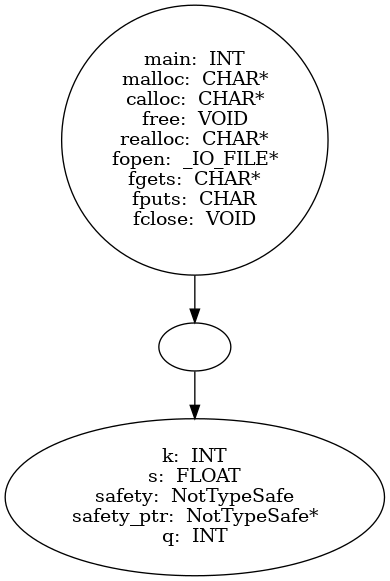 main: INT
malloc: CHAR*
calloc: CHAR*
free: VOID
realloc: CHAR*
fopen: _IO_FILE*
fgets: CHAR*
fputs: CHAR
fclose: VOID
k: INT
s: FLOAT
safety: NotTypeSafe
safety_ptr: NotTypeSafe*
q: INT